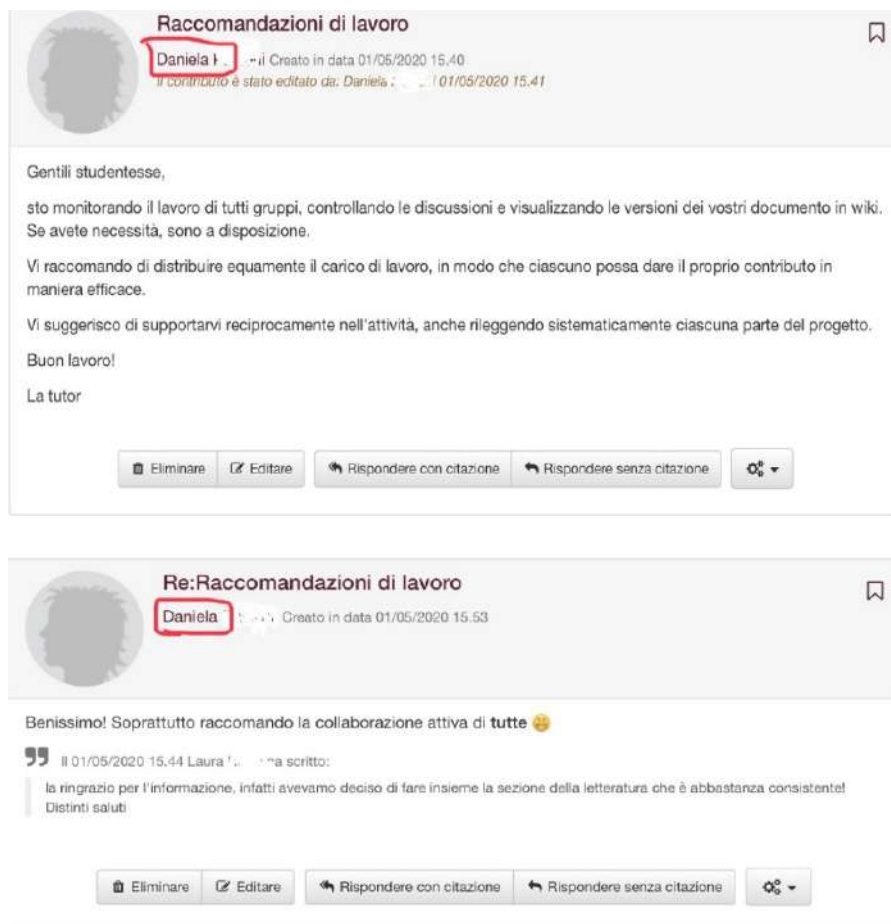 Raccomandazioni di lavoro
Daniela Creato in data 01/05/2020 15.40
Il contributo è stato editato da: Daniela 01/05/2020 15.41
Gentili studentesse,
sto monitorando il lavoro di tutti gruppi, controllando le discussioni e visualizzando le versioni dei vostri documento in wiki.
Se avete necessità, sono a disposizione.
Vi raccomando di distribuire equamente il carico di lavoro, in modo che ciascuno possa dare il proprio contributo in
maniera efficace.
Vi suggerisco di supportarvi reciprocamente nell'attività, anche rileggendo sistematicamente ciascuna parte del progetto.
Buon lavoro!
La tutor
Eliminare Editare Rispondere con citazione Rispondere senza citazione
Re:Raccomandazioni di lavoro
Daniela Creato in data 01/05/2020 15.53
Benissimo! Soprattutto raccomando la collaborazione attiva di tutte 😀
Il 01/05/2020 15.44 Laura ha scritto:
la ringrazio per l'informazione, infatti avevamo deciso di fare insieme la sezione della letteratura che è abbastanza consistente!
Distinti saluti
Eliminare Editare Rispondere con citazione Rispondere senza citazione